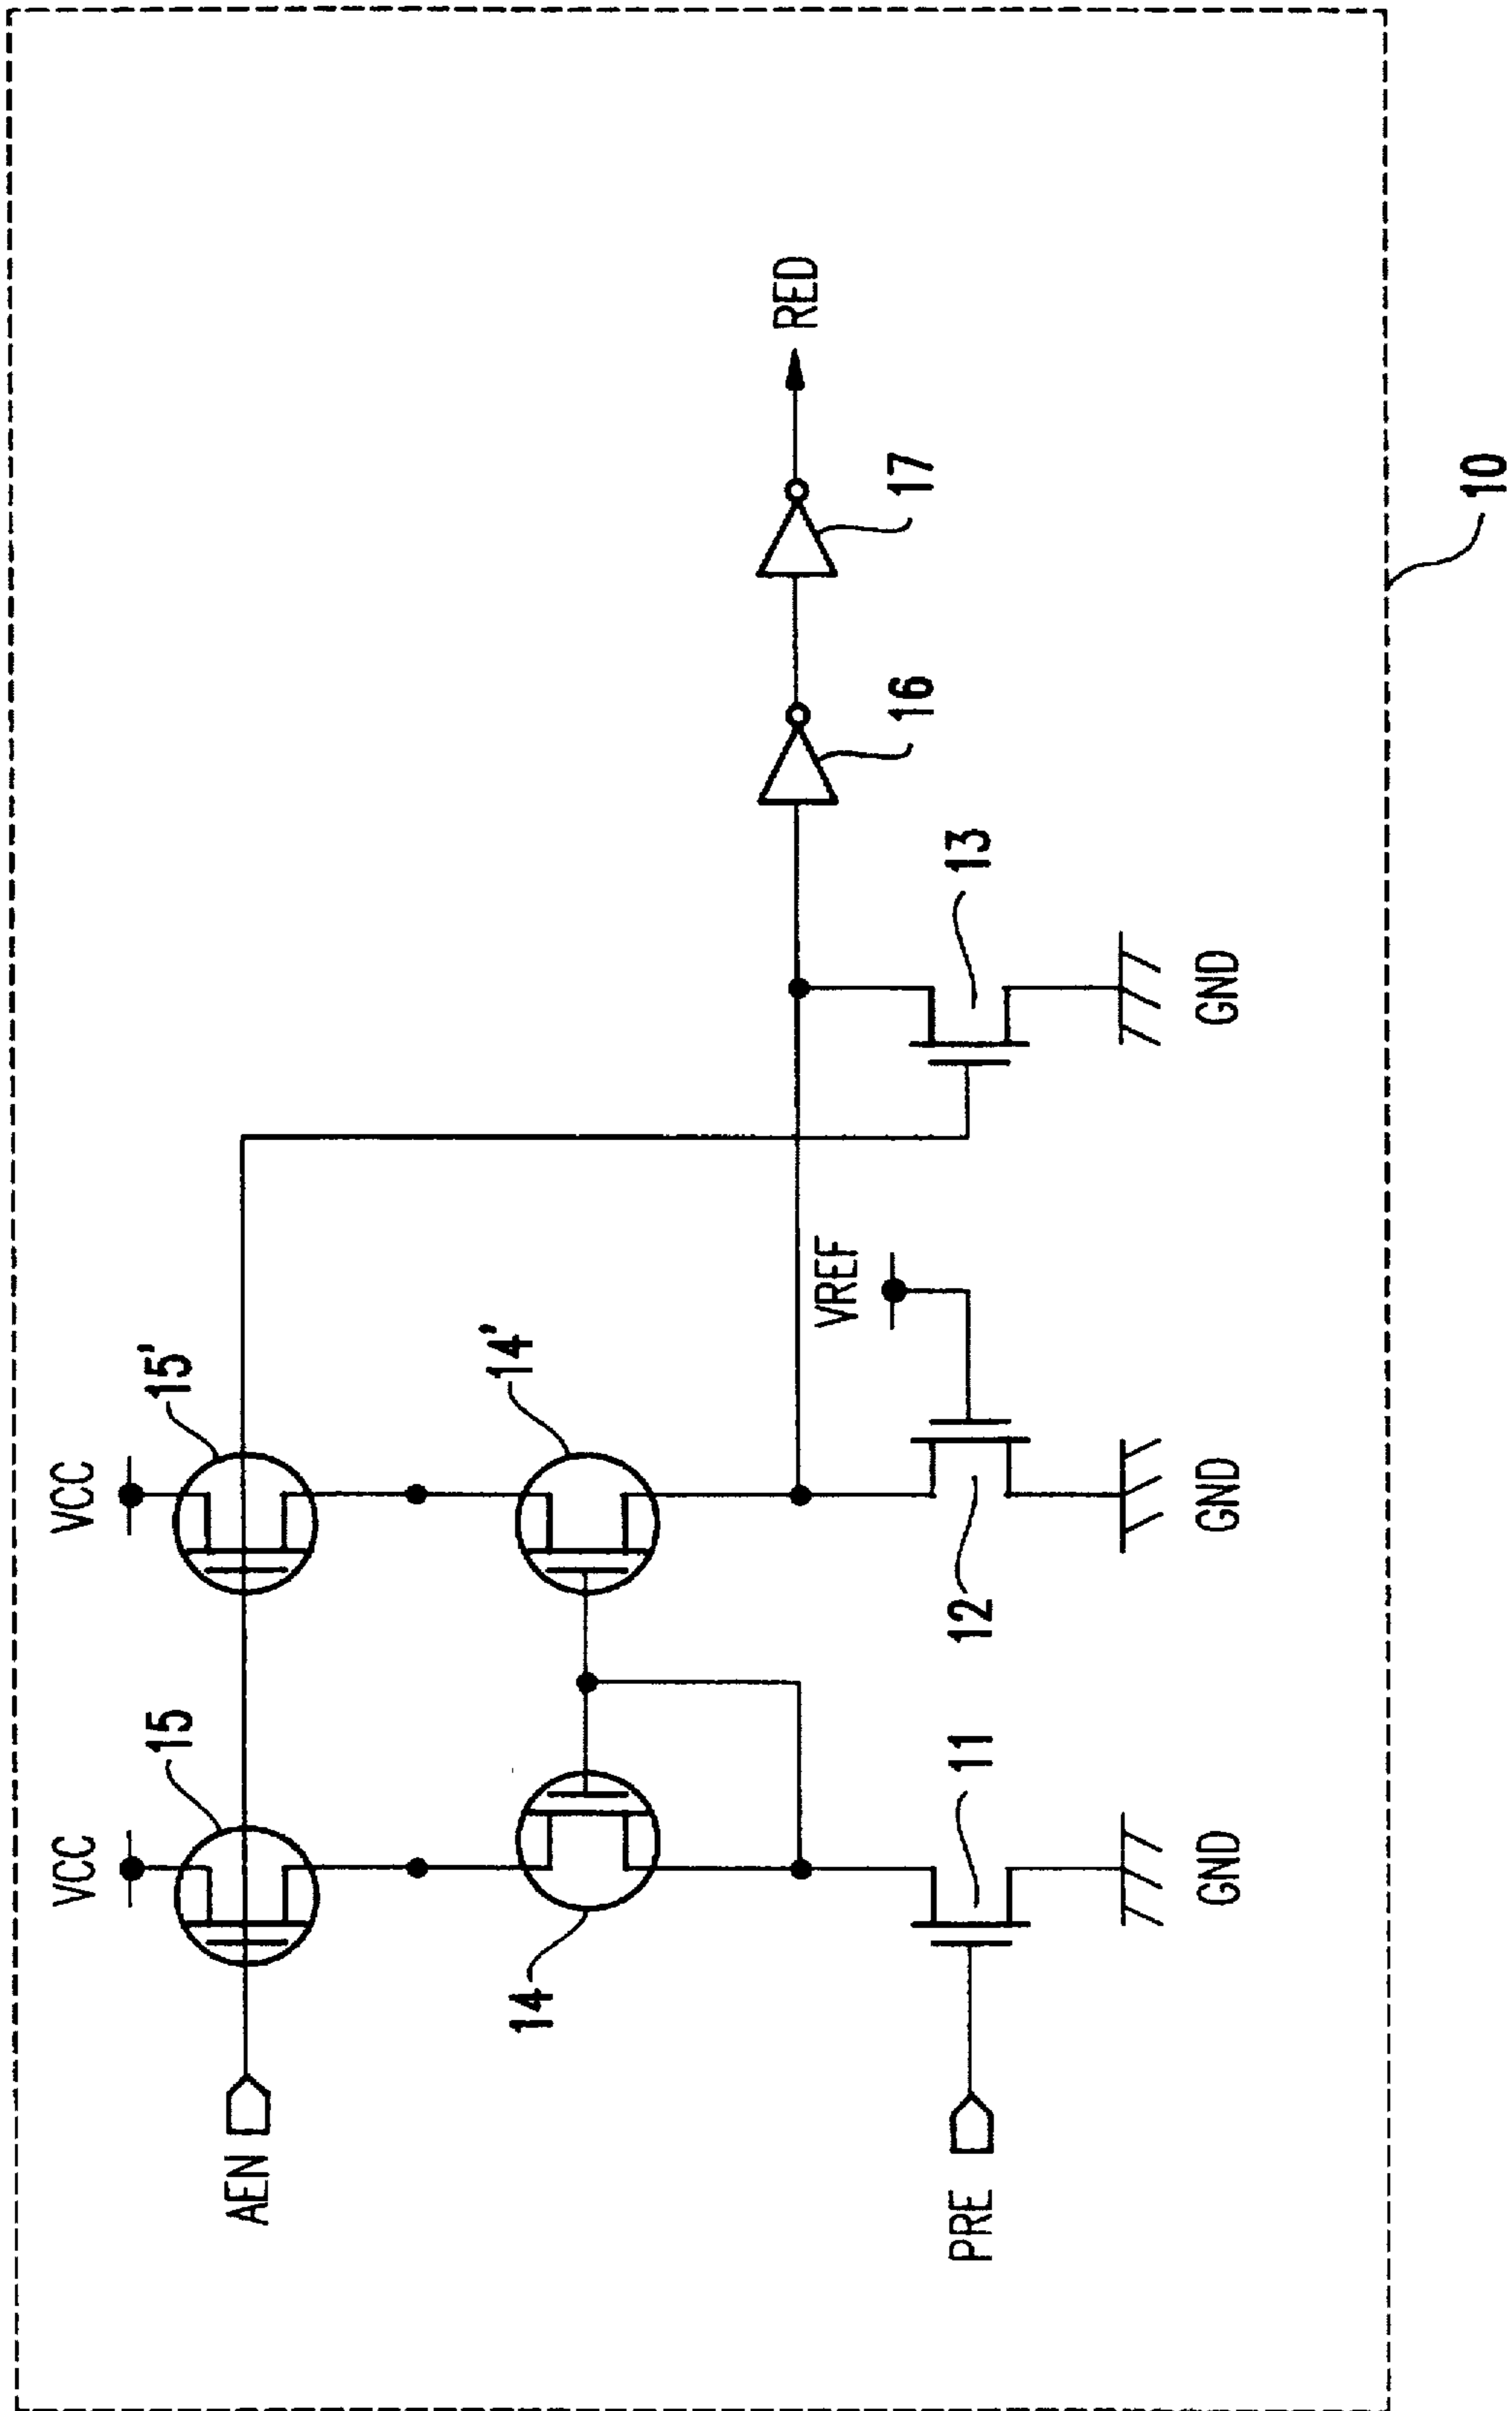 VCC
VCC
15
15'
AEN
14
14'
VREF
RED
16
17
PRE
11
12
13
GND
GND
GND
10